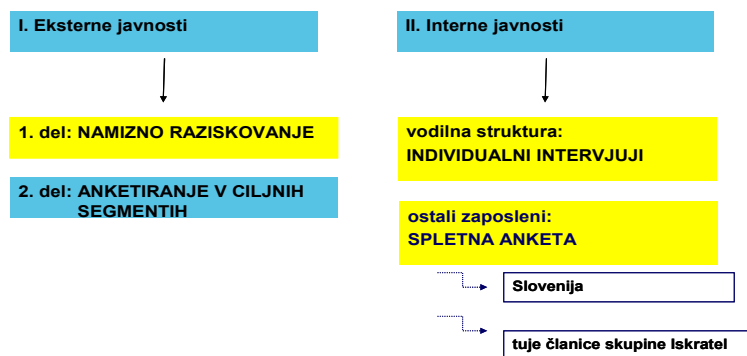 I. Eksterne javnosti
1. del: NAMIZNO RAZISKOVANJE
2. del: ANKETIRANJE V CILJNIH
SEGMENTIH
II. Interne javnosti
vodilna struktura:
INDIVIDUALNI INTERVJUJI
ostali zaposleni:
SPLETNA ANKETA
Slovenija
tuje članice skupine Iskratel